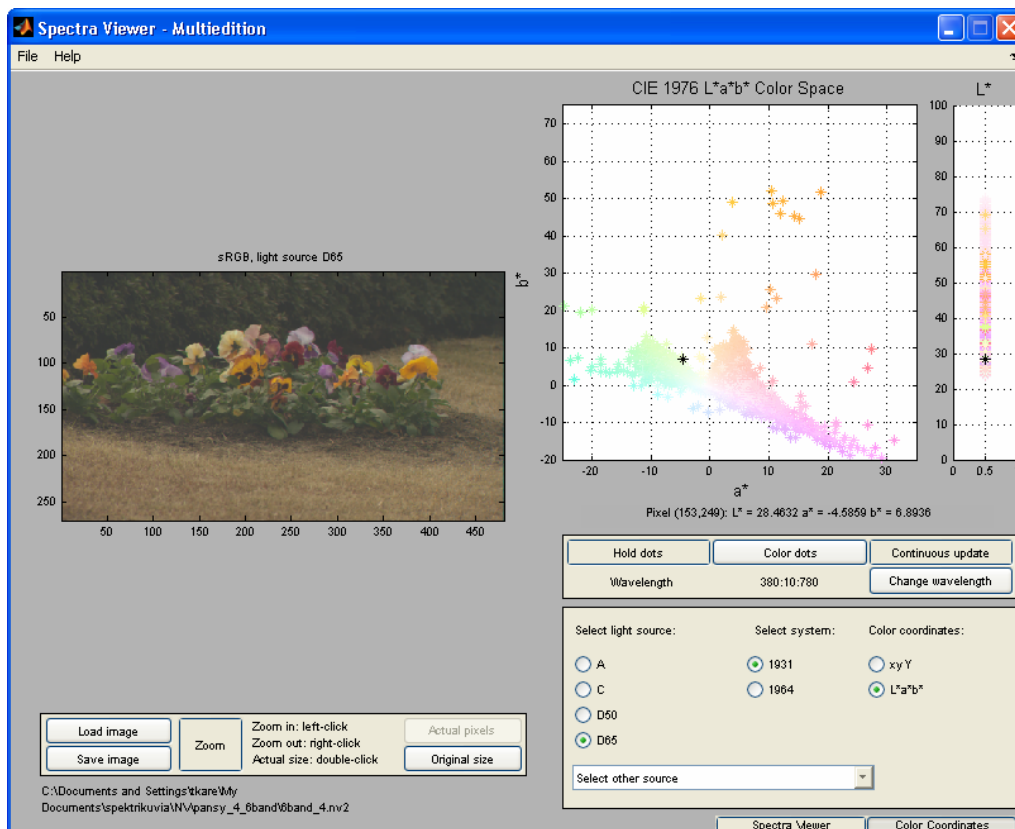 Spectra Viewer - Multiedition
File Help
CIE 1976 L*a*b* Color Space
L*
70
60
50
40
30
20
10
0
-10
-20
b*
-20 -10 0 10 20 30
a*
100
90
80
70
60
50
40
30
20
10
0
0 0.5
sRGB, light source D65
50
100
150
200
250
50 100 150 200 250 300 350 400 450
Pixel (153,249): L* = 28.4632 a* = -4.5859 b* = 6.8936
Hold dots Color dots Continuous update
Wavelength 380:10:780 Change wavelength
Select light source: Select system: Color coordinates:
A 1931 xyY
C 1964 L*a*b*
D50
D65
Select other source
Load image
Save image
Zoom
Zoom in: left-click
Zoom out: right-click
Actual size: double-click
Actual pixels
Original size
C:\Documents and Settings\tkare\My
Documents\spektrikuvia\NV\pansy_4_6band\6band_4.nv2
Spectra Viewer Color Coordinates